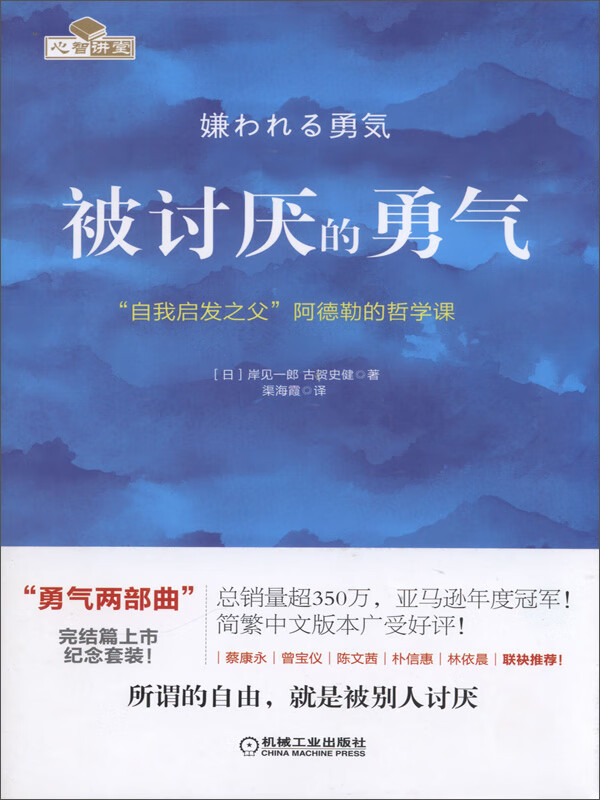 心智讲堂
嫌われる勇気
被讨厌的勇气
“自我启发之父”阿德勒的哲学课
［日］岸见一郎 古贺史健◎著
渠海霞◎译
“勇气两部曲”
完结篇上市
纪念套装！
总销量超350万，亚马逊年度冠军！
简繁中文版本广受好评！
|蔡康永|曾宝仪|陈文茜|朴信惠|林依晨|联袂推荐！
所谓的自由，就是被别人讨厌
机械工业出版社
CHINA MACHINE PRESS